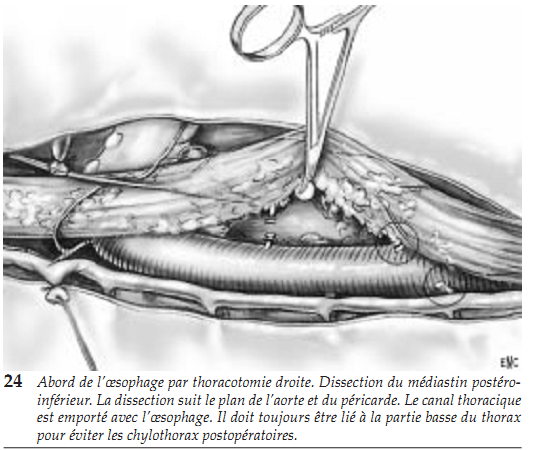 EMC
24 Abord de l'œsophage par thoracotomie droite. Dissection du médiastin postéro-
inférieur. La dissection suit le plan de l'aorte et du péricarde. Le canal thoracique
est emporté avec l'œsophage. Il doit toujours être lié à la partie basse du thorax
pour éviter les chylothorax postopératoires.